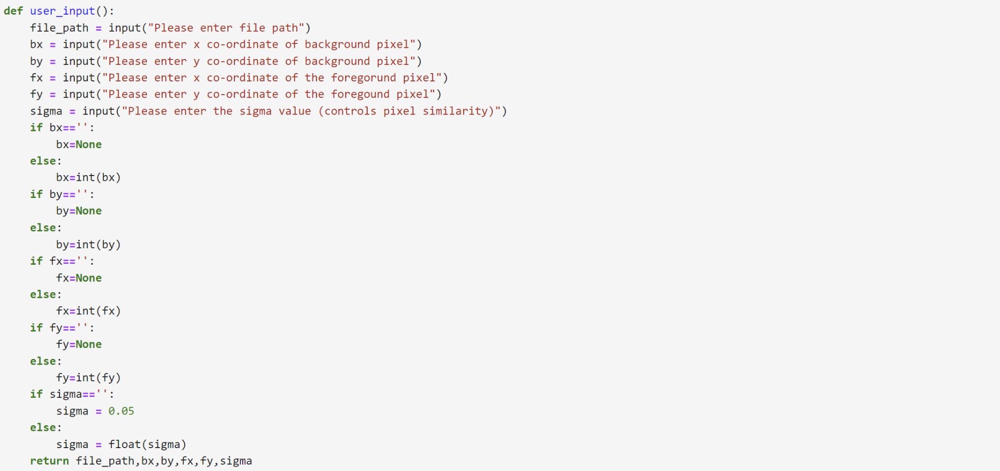 def user_input():
    file_path = input("Please enter file path")
    bx = input("Please enter x co-ordinate of background pixel")
    by = input("Please enter y co-ordinate of background pixel")
    fx = input("Please enter x co-ordinate of the foregorund pixel")
    fy = input("Please enter y co-ordinate of the foregound pixel")
    sigma = input("Please enter the sigma value (controls pixel similarity)")
    if bx=='':
        bx=None
    else:
        bx=int(bx)
    if by=='':
        by=None
    else:
        by=int(by)
    if fx=='':
        fx=None
    else:
        fx=int(fx)
    if fy=='':
        fy=None
    else:
        fy=int(fy)
    if sigma=='':
        sigma = 0.05
    else:
        sigma = float(sigma)
    return file_path,bx,by,fx,fy,sigma